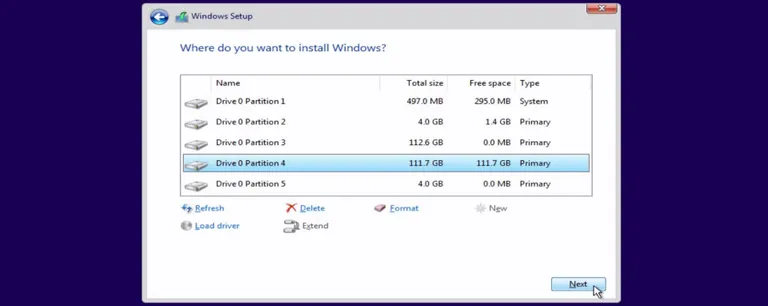 Windows Setup
Where do you want to install Windows?
Name Total size Free space Type
Drive 0 Partition 1 497.0 MB 295.0 MB System
Drive 0 Partition 2 4.0 GB 1.4 GB Primary
Drive 0 Partition 3 112.6 GB 0.0 MB Primary
Drive 0 Partition 4 111.7 GB 111.7 GB Primary
Drive 0 Partition 5 4.0 GB 0.0 MB Primary
Refresh Delete Format New
Load driver Extend
Next